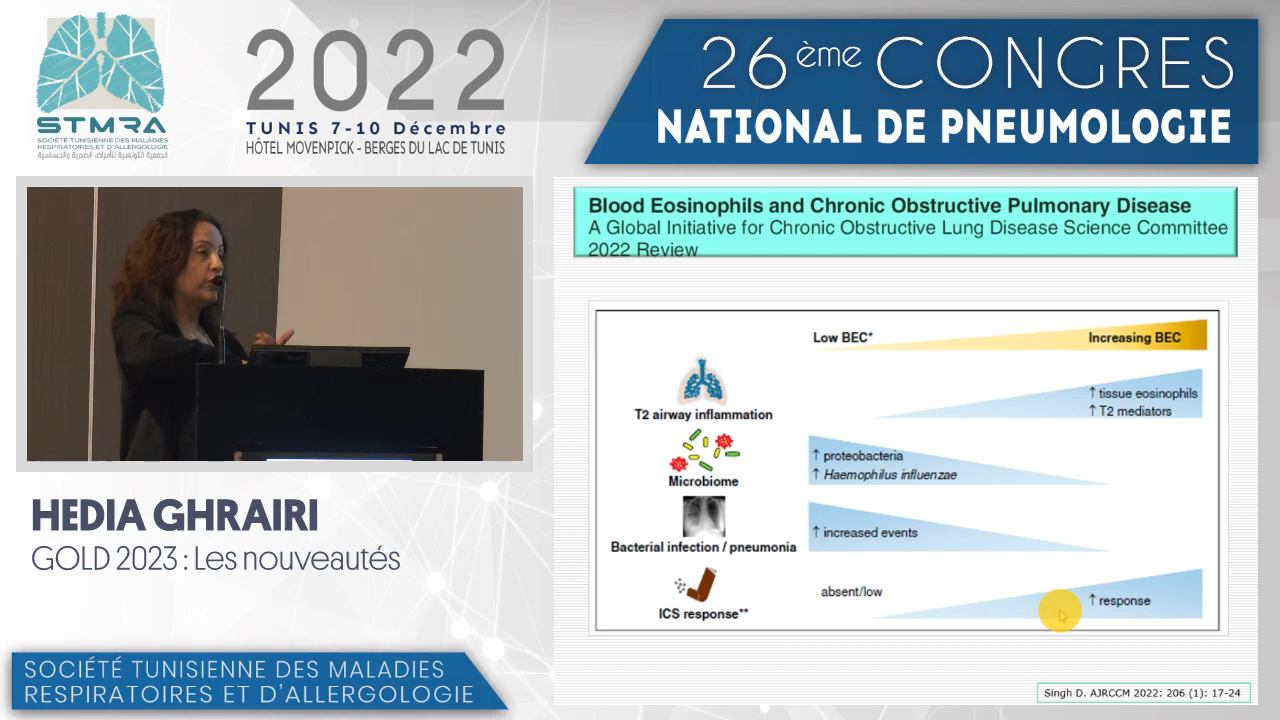 STMRA
SOCIÉTÉ TUNISIENNE DES MALADIES
RESPIRATOIRES ET D'ALLERGOLOGIE
الجمعية التونسية للأمراض الصدرية والحساسية
2022
TUNIS 7-10 Décembre
HÔTEL MOVENPICK - BERGES DU LAC DE TUNIS
26ème CONGRES
NATIONAL DE PNEUMOLOGIE
Blood Eosinophils and Chronic Obstructive Pulmonary Disease
A Global Initiative for Chronic Obstructive Lung Disease Science Committee
2022 Review
Low BEC*
Increasing BEC
T2 airway inflammation
↑ tissue eosinophils
↑ T2 mediators
Microbiome
↑ proteobacteria
↑ Haemophilus influenzae
Bacterial infection / pneumonia
↑ increased events
ICS response**
absent/low
↑ response
Singh D. AJRCCM 2022; 206 (1): 17-24
HEDIA GHRAIRI
GOLD 2023 : Les nouveautés
SOCIÉTÉ TUNISIENNE DES MALADIES
RESPIRATOIRES ET D'ALLERGOLOGIE